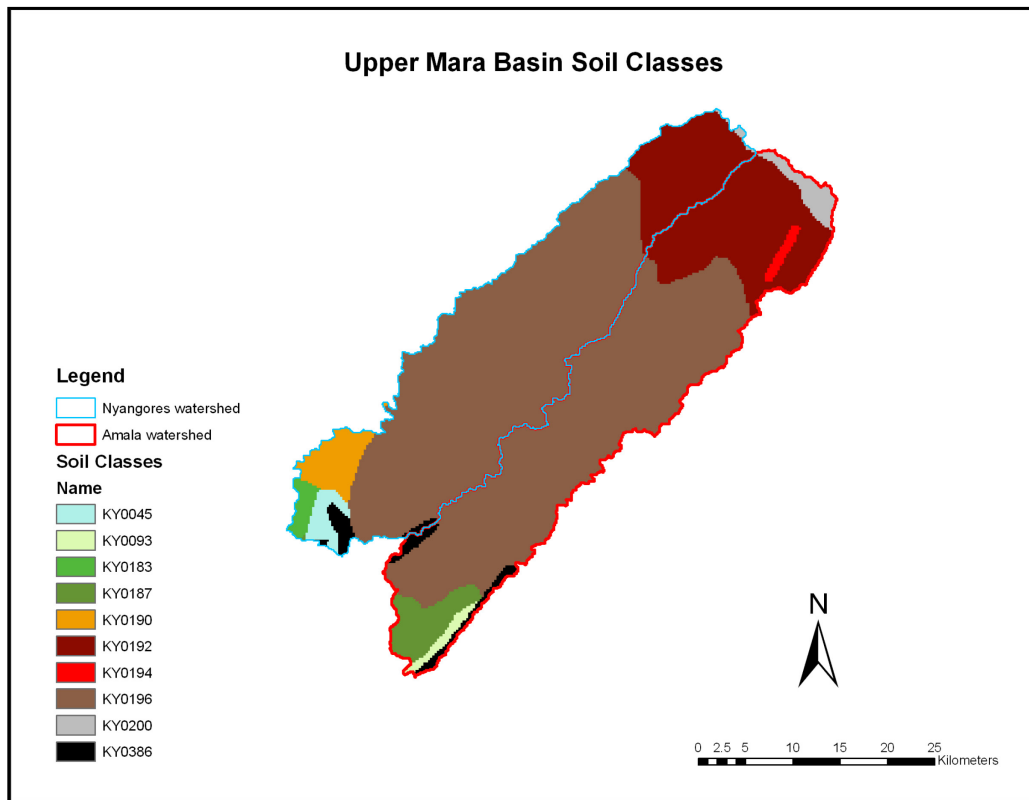 Upper Mara Basin Soil Classes
Legend
Nyangores watershed
Amala watershed
Soil Classes
Name
KY0045
KY0093
KY0183
KY0187
KY0190
KY0192
KY0194
KY0196
KY0200
KY0386
N
0 2.5 5 10 15 20 25
Kilometers